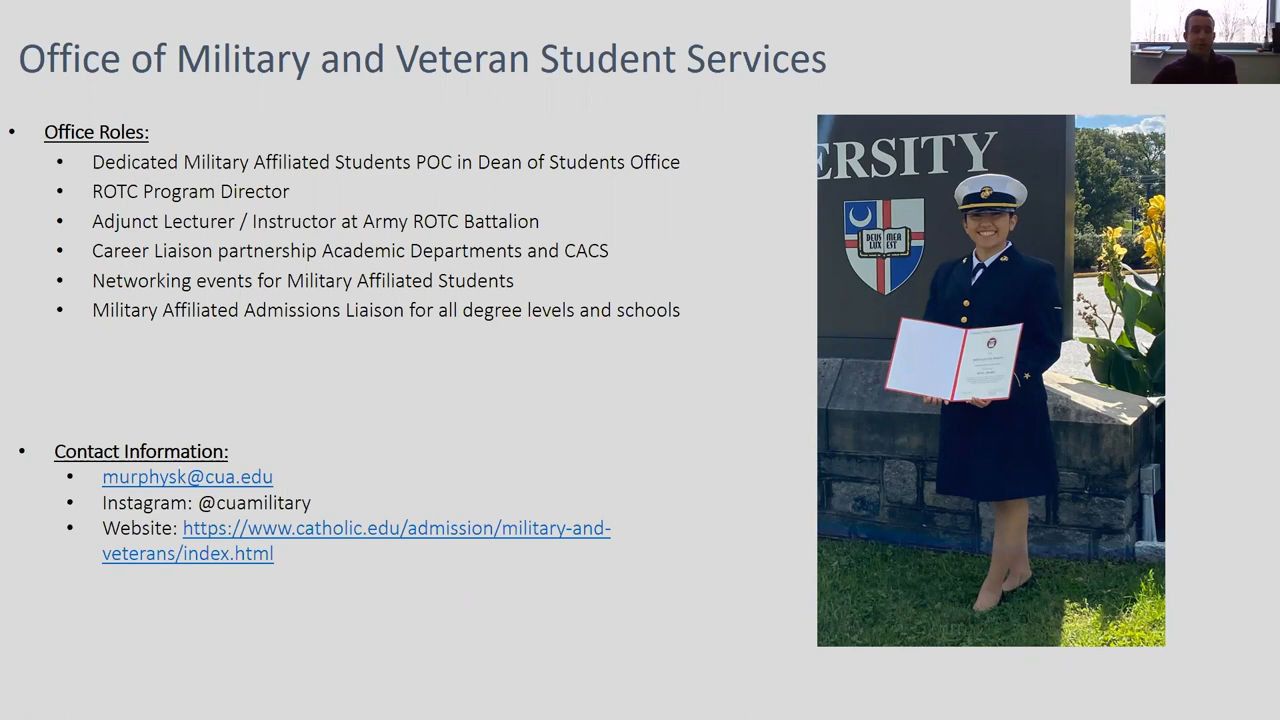 Office of Military and Veteran Student Services
• Office Roles:
• Dedicated Military Affiliated Students POC in Dean of Students Office
• ROTC Program Director
• Adjunct Lecturer / Instructor at Army ROTC Battalion
• Career Liaison partnership Academic Departments and CACS
• Networking events for Military Affiliated Students
• Military Affiliated Admissions Liaison for all degree levels and schools
• Contact Information:
• murphysk@cua.edu
• Instagram: @cuamilitary
• Website: https://www.catholic.edu/admission/military-and-
veterans/index.html
ERSITY
DEUS MEA
LUX EST